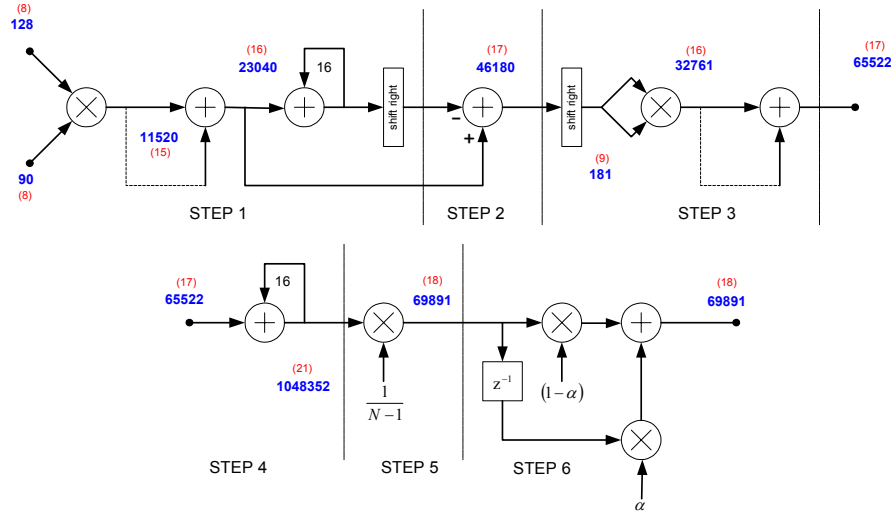 (8)
128
(16)
23040
16
shift right
(17)
46180
shift right
(16)
32761
(17)
65522
11520
(15)
90
(8)
−
+
(9)
181
STEP 1
STEP 2
STEP 3
(17)
65522
16
(21)
1048352
(18)
69891
1
N − 1
z⁻¹
(1−α)
(18)
69891
α
STEP 4
STEP 5
STEP 6